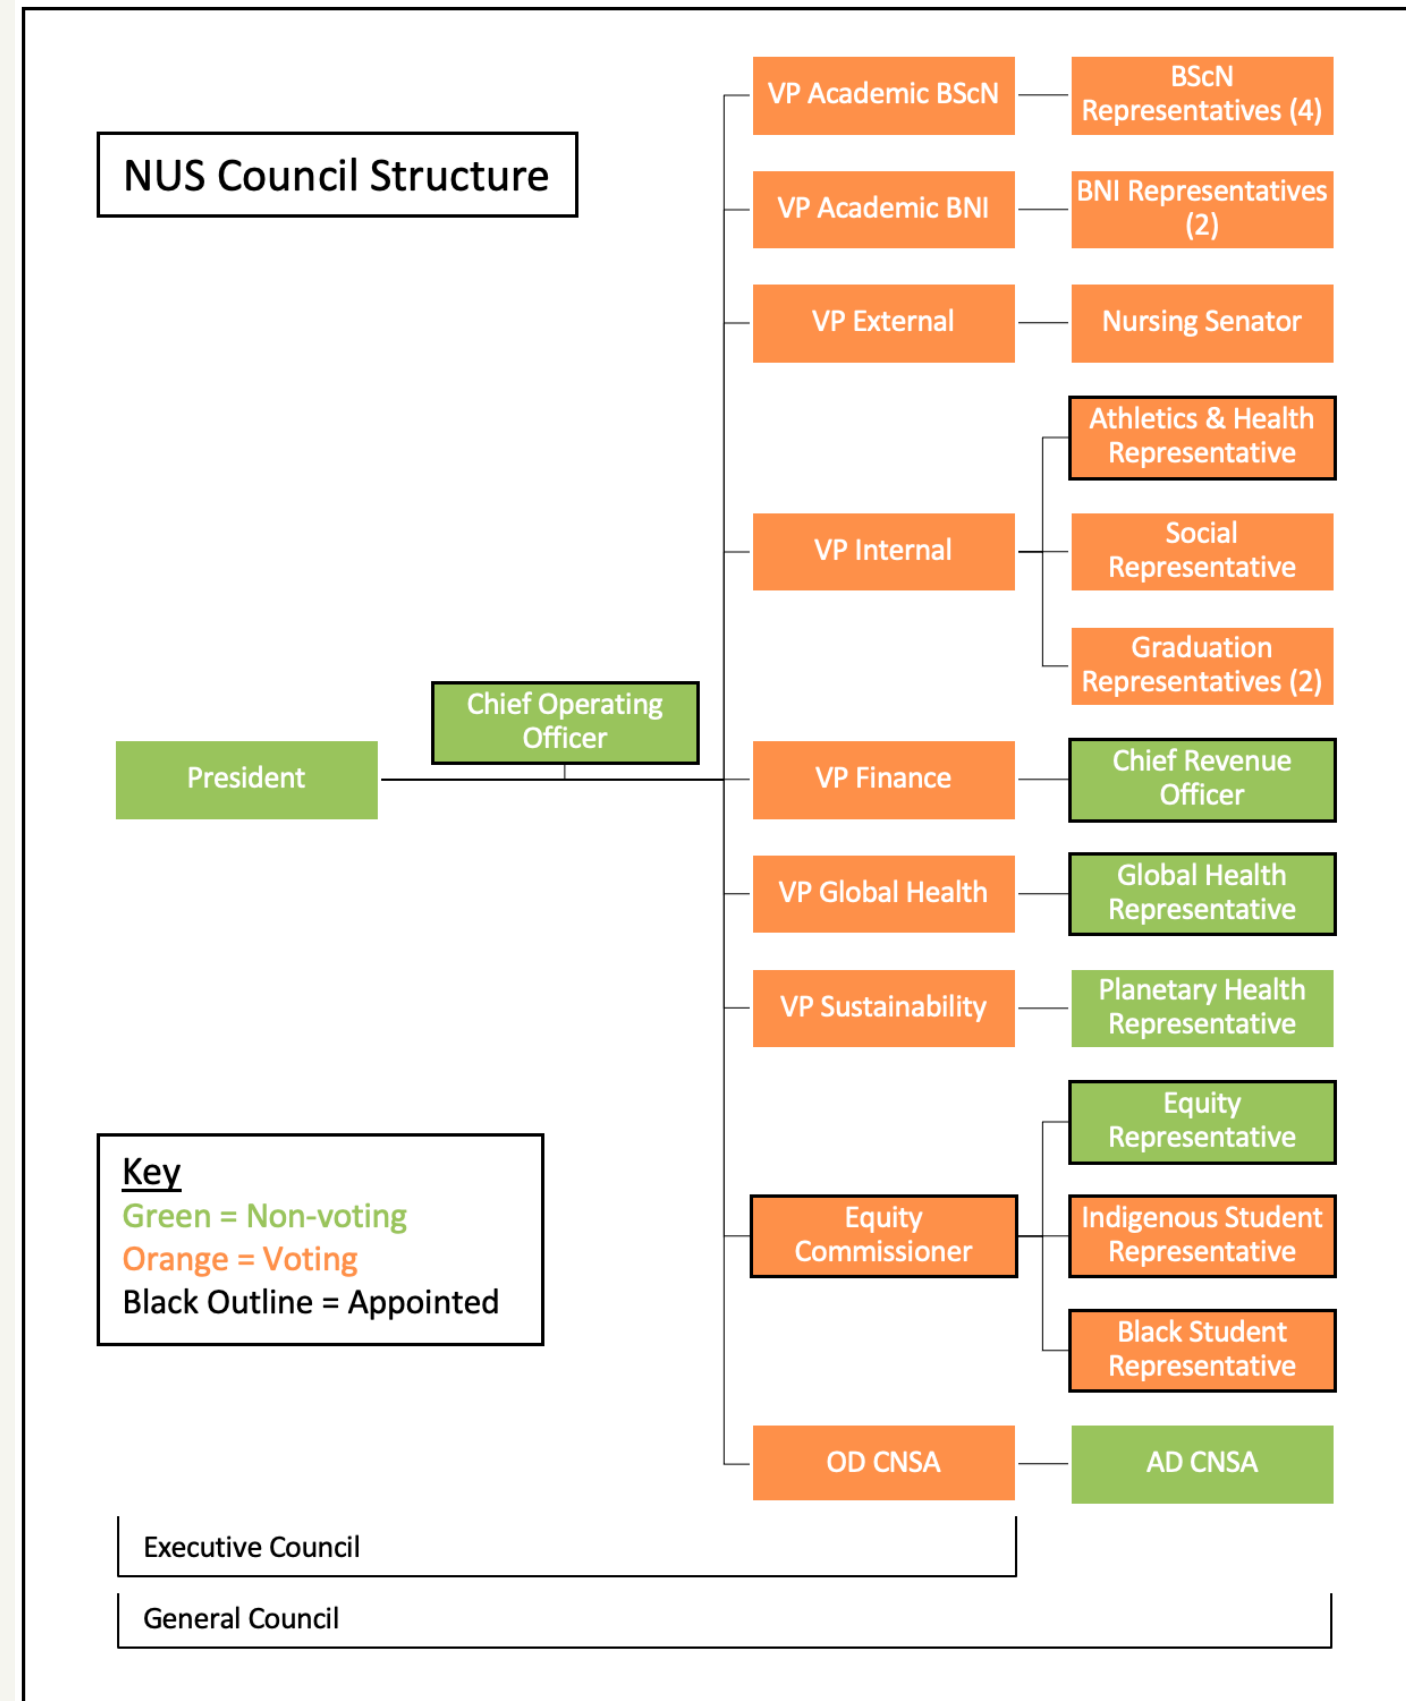 NUS Council Structure
VP Academic BScN
BScN
Representatives (4)
VP Academic BNI
BNI Representatives
(2)
VP External
Nursing Senator
VP Internal
Athletics & Health
Representative
Social
Representative
Graduation
Representatives (2)
President
Chief Operating
Officer
VP Finance
Chief Revenue
Officer
VP Global Health
Global Health
Representative
VP Sustainability
Planetary Health
Representative
Equity
Commissioner
Equity
Representative
Indigenous Student
Representative
Black Student
Representative
OD CNSA
AD CNSA
Key
Green = Non-voting
Orange = Voting
Black Outline = Appointed
Executive Council
General Council